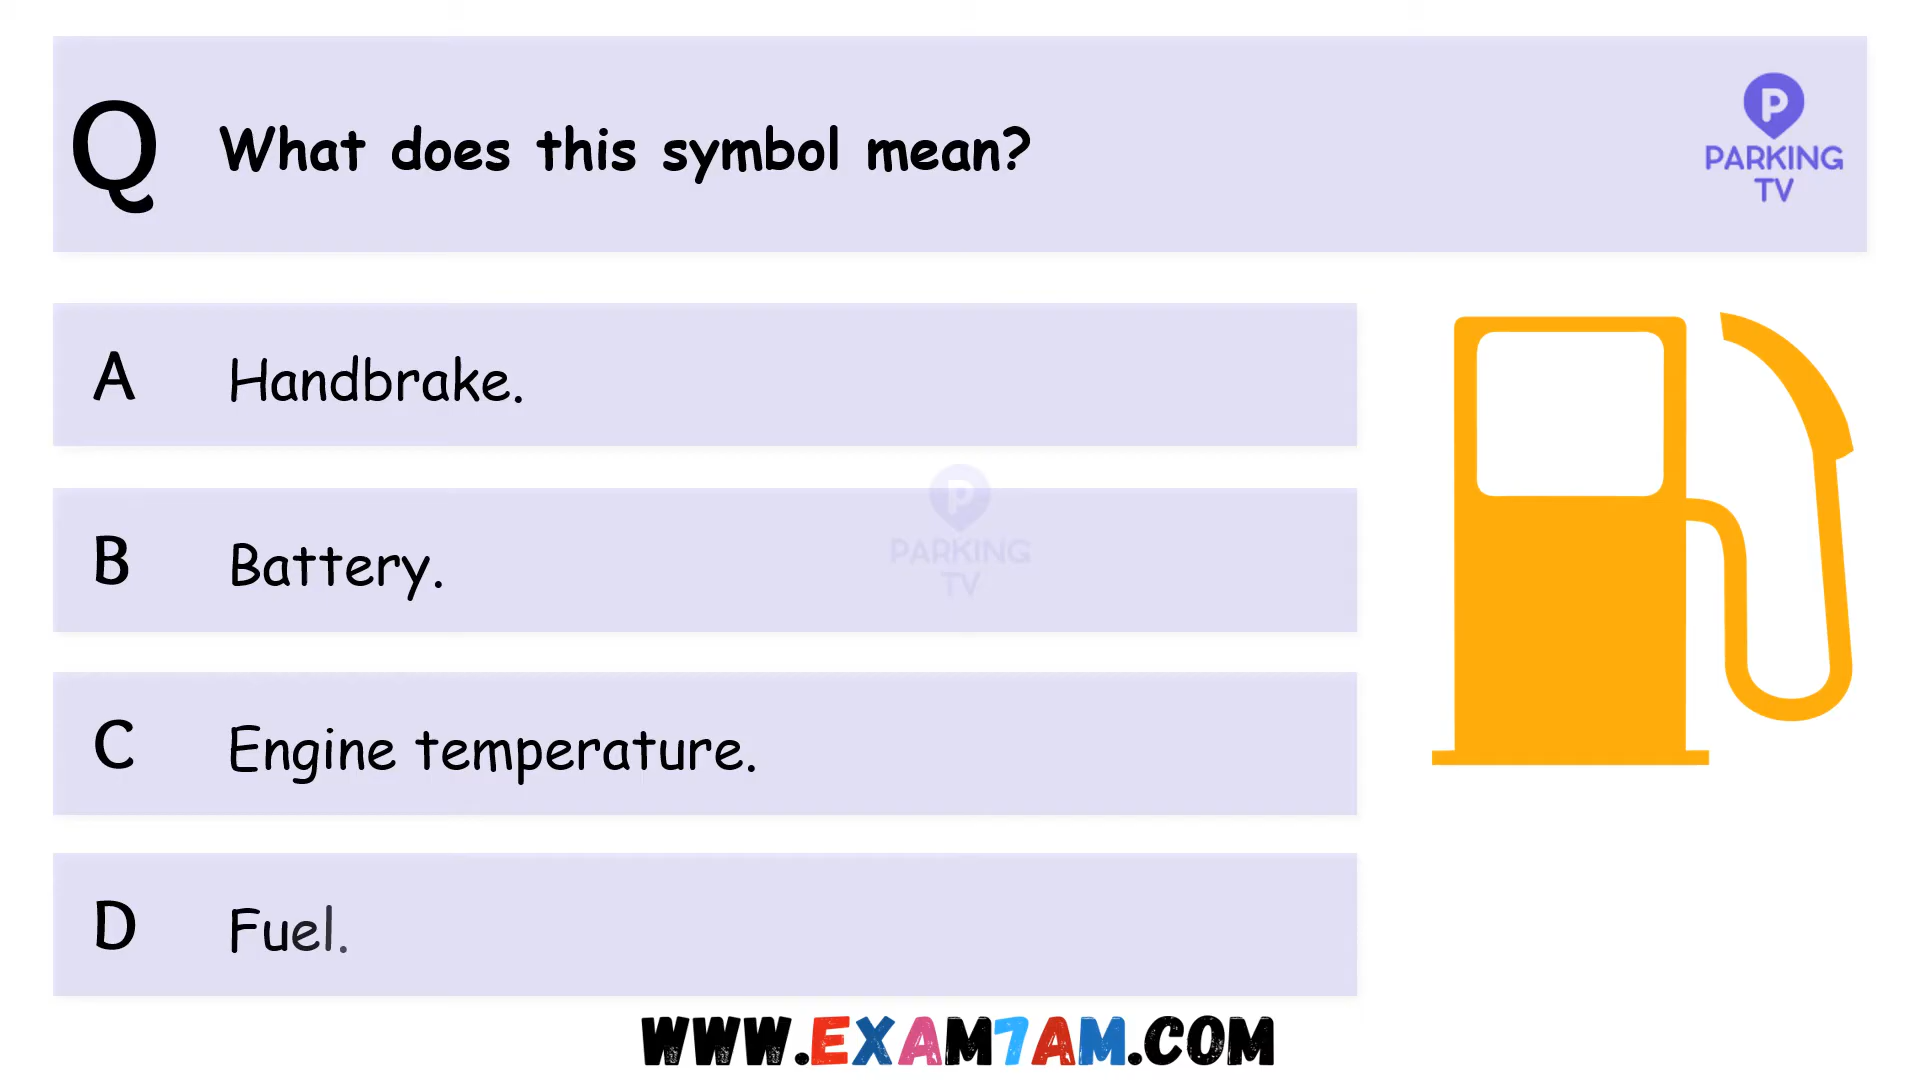 Q What does this symbol mean?
P
PARKING
TV
A Handbrake.
B Battery.
P
PARKING
TV
C Engine temperature.
D Fuel.
WWW.EXAM7AM.COM